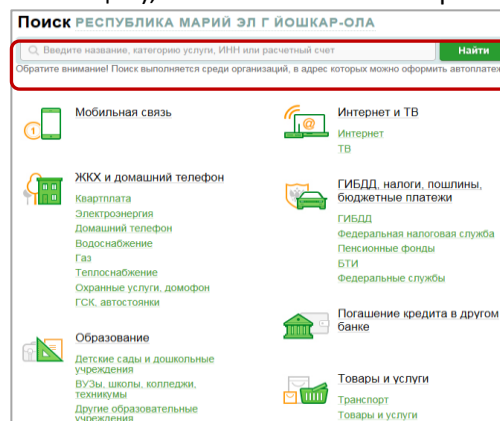 Поиск РЕСПУБЛИКА МАРИЙ ЭЛ Г ЙОШКАР-ОЛА
Введите название, категорию услуги, ИНН или расчетный счет
Найти
Обратите внимание! Поиск выполняется среди организаций, в адрес которых можно оформить автоплатеж
Мобильная связь
ЖКХ и домашний телефон
Квартплата
Электроэнергия
Домашний телефон
Водоснабжение
Газ
Теплоснабжение
Охранные услуги, домофон
ГСК, автостоянки
Образование
Детские сады и дошкольные
учреждения
ВУЗы, школы, колледжи,
техникумы
Другие образовательные
учреждения
Интернет и ТВ
Интернет
ТВ
ГИБДД, налоги, пошлины,
бюджетные платежи
ГИБДД
Федеральная налоговая служба
Пенсионные фонды
БТИ
Федеральные службы
Погашение кредита в другом
банке
Товары и услуги
Транспорт
Товары и услуги